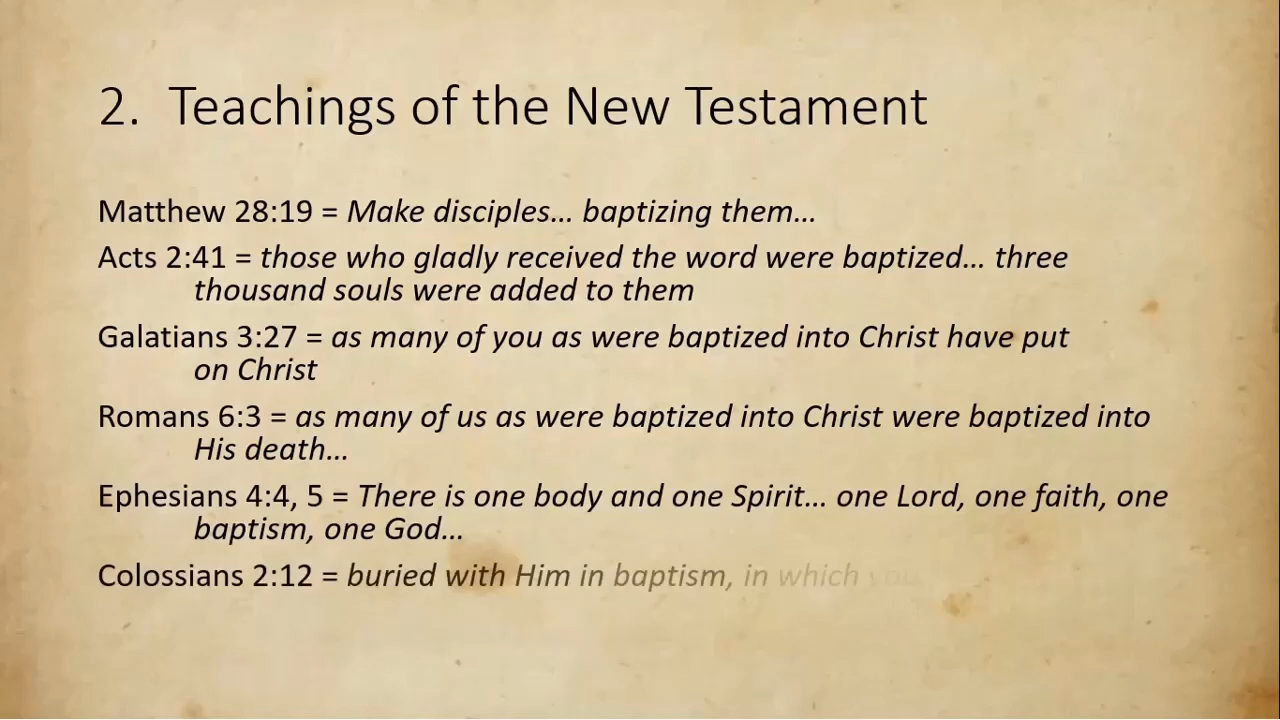 2. Teachings of the New Testament
Matthew 28:19 = Make disciples... baptizing them...
Acts 2:41 = those who gladly received the word were baptized... three
thousand souls were added to them
Galatians 3:27 = as many of you as were baptized into Christ have put
on Christ
Romans 6:3 = as many of us as were baptized into Christ were baptized into
His death...
Ephesians 4:4, 5 = There is one body and one Spirit... one Lord, one faith, one
baptism, one God...
Colossians 2:12 = buried with Him in baptism, in which